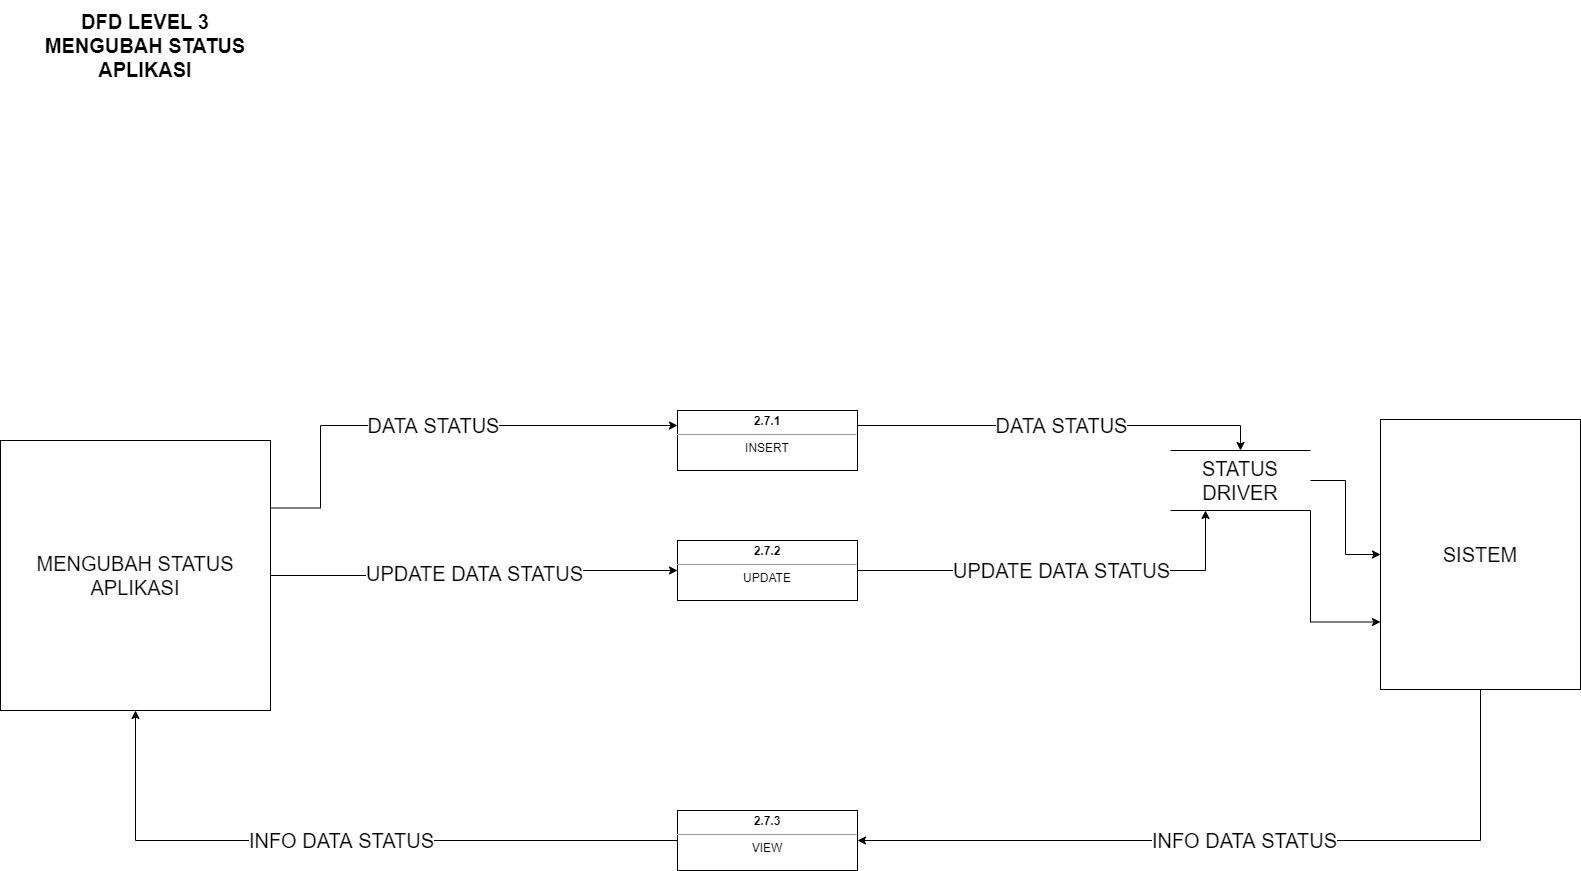 DFD LEVEL 3
MENGUBAH STATUS
APLIKASI
2.7.1
DATA STATUS
DATA STATUS
INSERT
STATUS
DRIVER
2.7.2
MENGUBAH STATUS
APLIKASI
UPDATE DATA STATUS
UPDATE
UPDATE DATA STATUS
SISTEM
2.7.3
INFO DATA STATUS
VIEW
INFO DATA STATUS